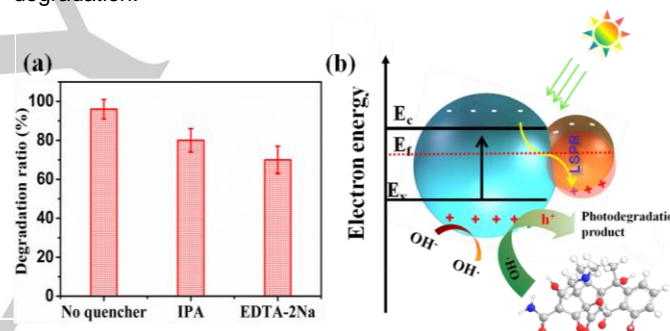 degradation.
(a)
Degradation ratio (%)
100
80
60
40
20
0
No quencher IPA EDTA-2Na
(b)
Electron energy
Ec
Ef
Ev
LSPR
- - - -
- - -
+ + + + h+
+ + +
OH-
OH·
HO·
Photodegradation
product